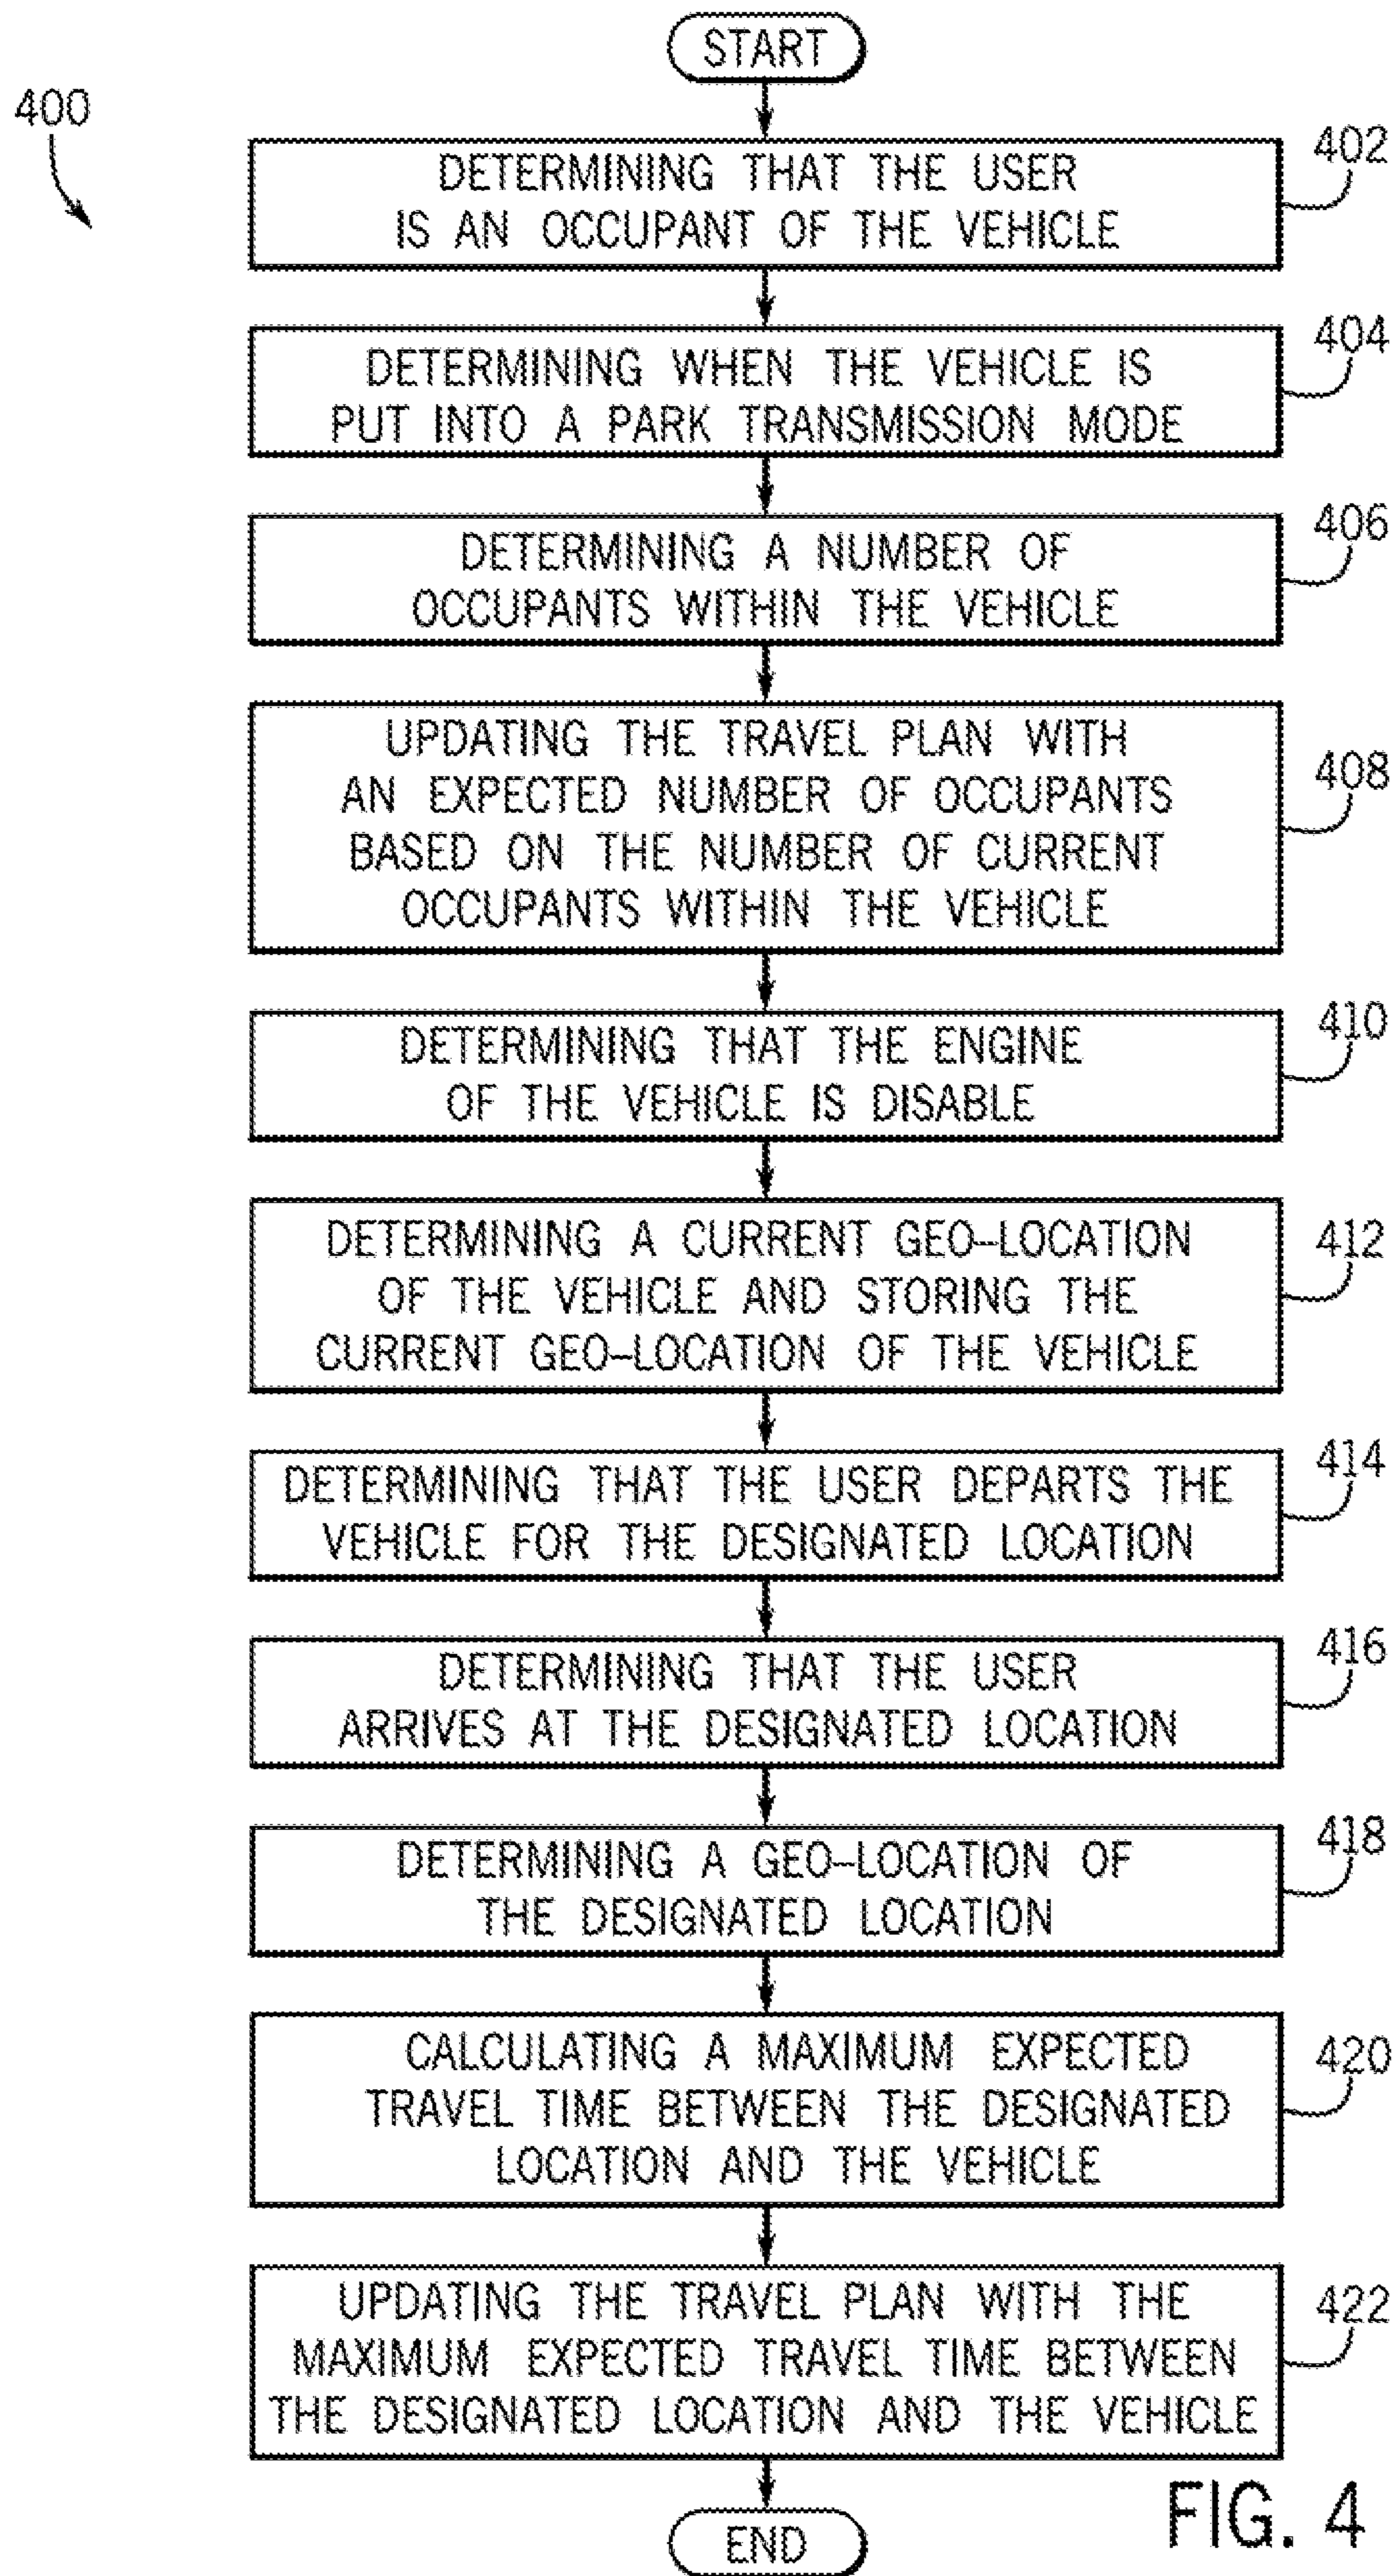 START
400
402
DETERMINING THAT THE USER
IS AN OCCUPANT OF THE VEHICLE
404
DETERMINING WHEN THE VEHICLE IS
PUT INTO A PARK TRANSMISSION MODE
406
DETERMINING A NUMBER OF
OCCUPANTS WITHIN THE VEHICLE
408
UPDATING THE TRAVEL PLAN WITH
AN EXPECTED NUMBER OF OCCUPANTS
BASED ON THE NUMBER OF CURRENT
OCCUPANTS WITHIN THE VEHICLE
410
DETERMINING THAT THE ENGINE
OF THE VEHICLE IS DISABLE
412
DETERMINING A CURRENT GEO-LOCATION
OF THE VEHICLE AND STORING THE
CURRENT GEO-LOCATION OF THE VEHICLE
414
DETERMINING THAT THE USER DEPARTS THE
VEHICLE FOR THE DESIGNATED LOCATION
416
DETERMINING THAT THE USER
ARRIVES AT THE DESIGNATED LOCATION
418
DETERMINING A GEO-LOCATION OF
THE DESIGNATED LOCATION
420
CALCULATING A MAXIMUM EXPECTED
TRAVEL TIME BETWEEN THE DESIGNATED
LOCATION AND THE VEHICLE
422
UPDATING THE TRAVEL PLAN WITH THE
MAXIMUM EXPECTED TRAVEL TIME BETWEEN
THE DESIGNATED LOCATION AND THE VEHICLE
END
FIG. 4